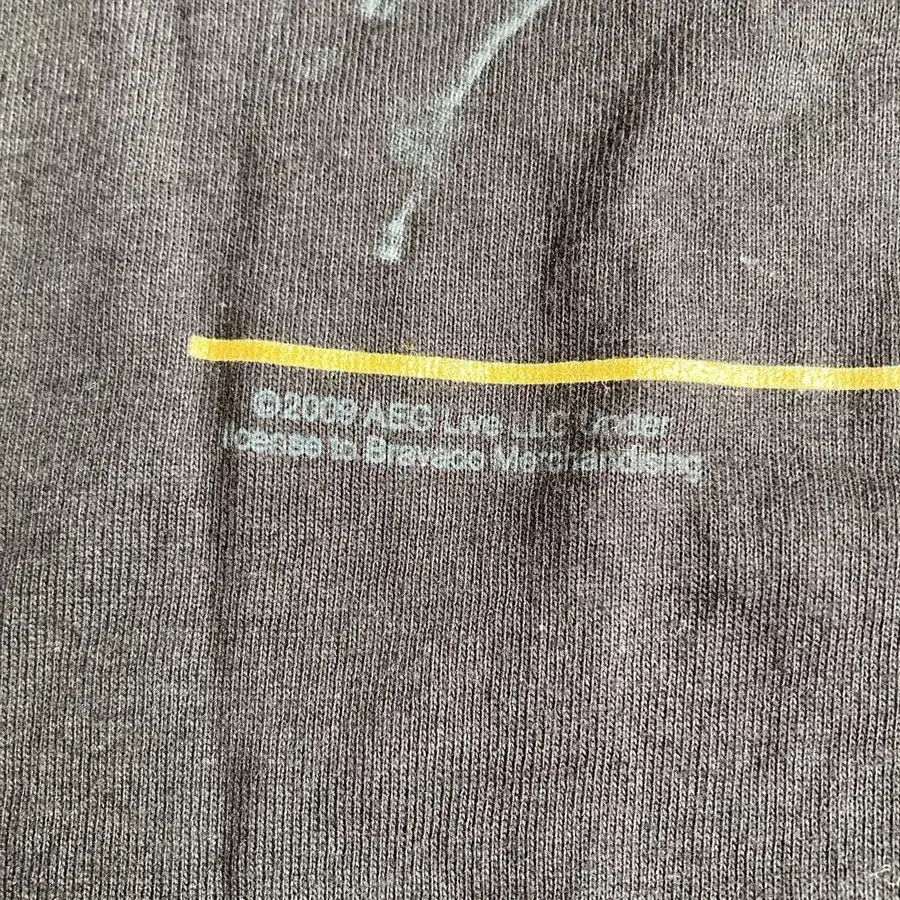 ©2009 AEG Live, LLC Under
license to Bravado Merchandising